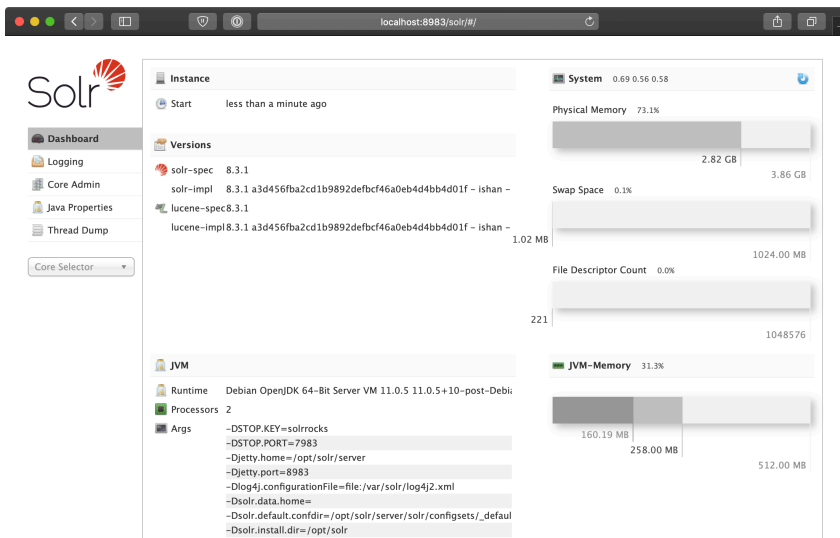 localhost:8983/solr/#/
Solr
Dashboard
Logging
Core Admin
Java Properties
Thread Dump
Core Selector
Instance
Start less than a minute ago
Versions
solr-spec 8.3.1
solr-impl 8.3.1 a3d456fba2cd1b9892defbcf46a0eb4d4bb4d01f - ishan -
lucene-spec 8.3.1
lucene-impl 8.3.1 a3d456fba2cd1b9892defbcf46a0eb4d4bb4d01f - ishan -
System 0.69 0.56 0.58
Physical Memory 73.1%
2.82 GB
3.86 GB
Swap Space 0.1%
1.02 MB
1024.00 MB
File Descriptor Count 0.0%
221
1048576
JVM
Runtime Debian OpenJDK 64-Bit Server VM 11.0.5 11.0.5+10-post-Debi
Processors 2
Args -DSTOP.KEY=solrrocks
-DSTOP.PORT=7983
-Djetty.home=/opt/solr/server
-Djetty.port=8983
-Dlog4j.configurationFile=file:/var/solr/log4j2.xml
-Dsolr.data.home=
-Dsolr.default.confdir=/opt/solr/server/solr/configsets/_defaul
-Dsolr.install.dir=/opt/solr
JVM-Memory 31.3%
160.19 MB
258.00 MB
512.00 MB